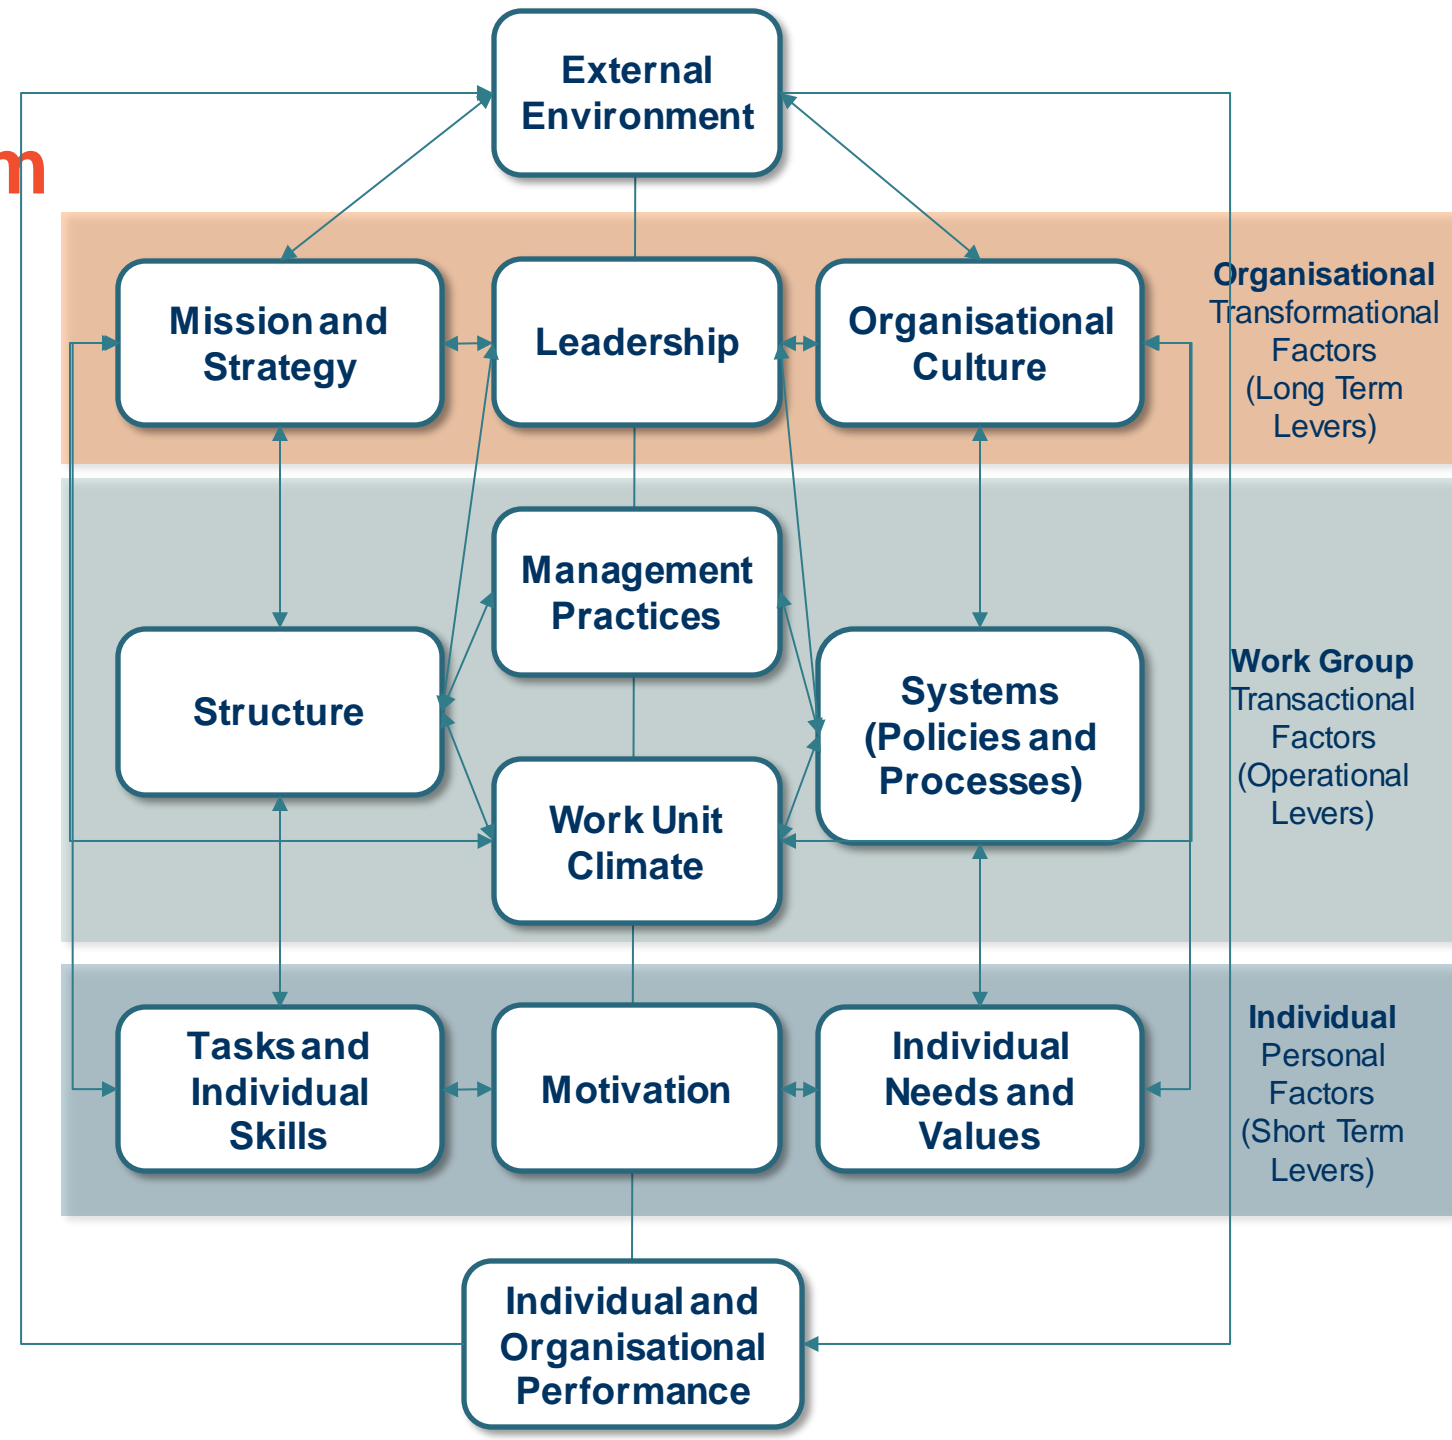 External
Environment
m
Mission and
Strategy
Leadership
Organisational
Culture
Organisational
Transformational
Factors
(Long Term
Levers)
Management
Practices
Structure
Systems
(Policies and
Processes)
Work Unit
Climate
Work Group
Transactional
Factors
(Operational
Levers)
Tasks and
Individual
Skills
Motivation
Individual
Needs and
Values
Individual
Personal
Factors
(Short Term
Levers)
Individual and
Organisational
Performance